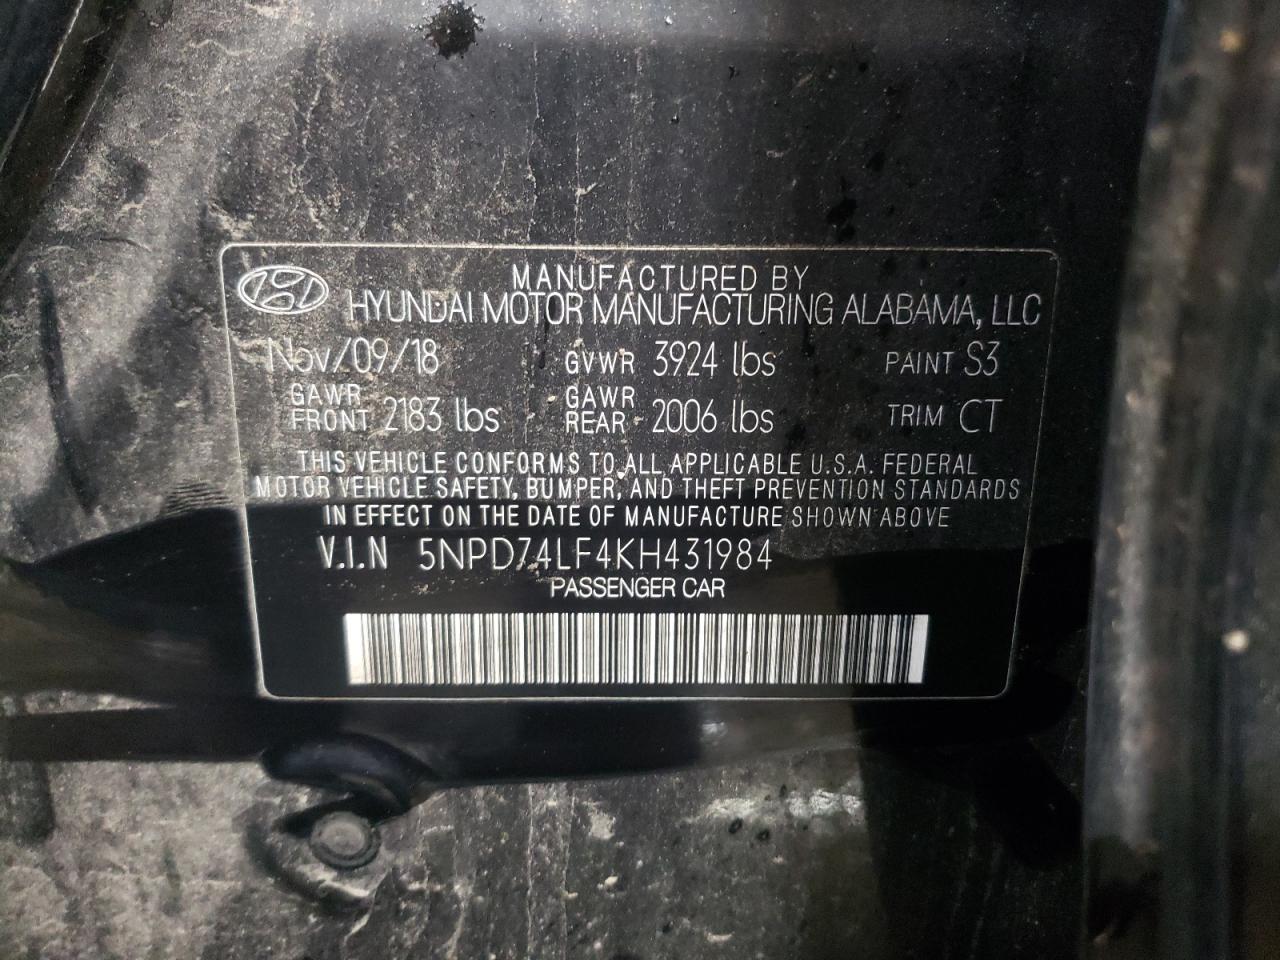 MANUFACTURED BY
HYUNDAI MOTOR MANUFACTURING ALABAMA, LLC
Nov/09/18 GVWR 3924 lbs PAINT S3
GAWR FRONT 2183 lbs GAWR REAR 2006 lbs TRIM CT
THIS VEHICLE CONFORMS TO ALL APPLICABLE U.S.A. FEDERAL
MOTOR VEHICLE SAFETY, BUMPER, AND THEFT PREVENTION STANDARDS
IN EFFECT ON THE DATE OF MANUFACTURE SHOWN ABOVE
V.I.N 5NPD74LF4KH431984
PASSENGER CAR